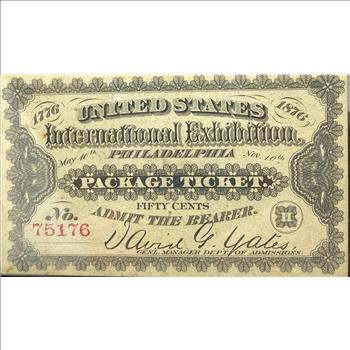 1776 UNITED STATES 1876
International Exhibition,
May 10th PHILADELPHIA Nov. 10th
PACKAGE TICKET.
FIFTY CENTS
No. ADMIT THE BEARER.
75176 David G. Yates.
GENL. MANAGER DEPT. OF ADMISSIONS.